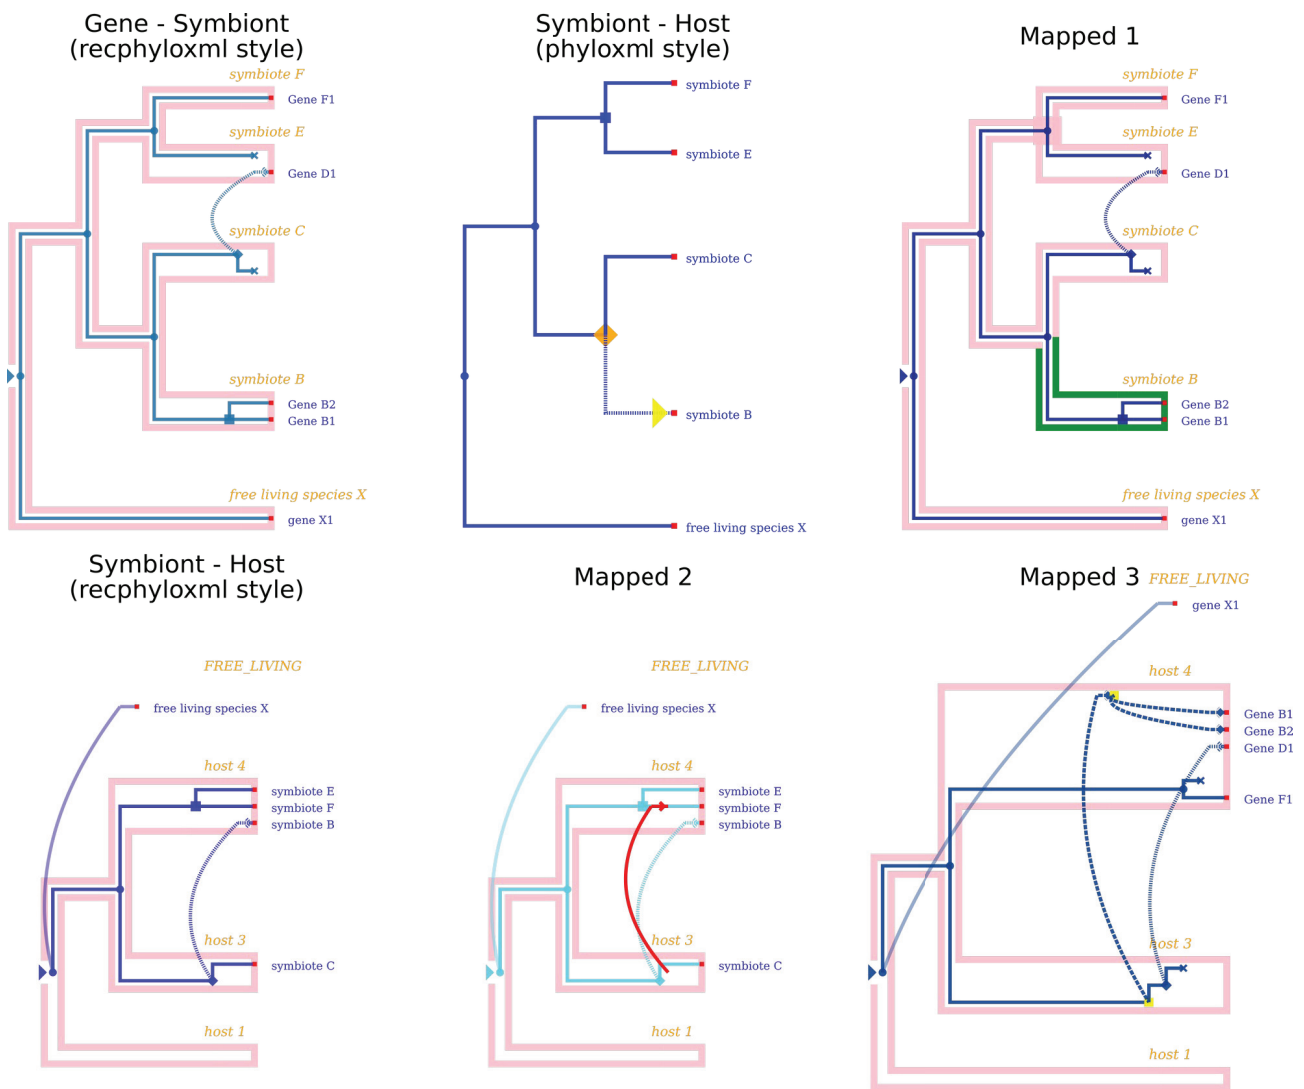 Gene - Symbiont
(recphyloxml style)
symbiote F
Gene F1
symbiote E
Gene D1
symbiote C
symbiote B
Gene B2
Gene B1
free living species X
gene X1
Symbiont - Host
(phyloxml style)
symbiote F
symbiote E
symbiote C
symbiote B
free living species X
Mapped 1
symbiote F
Gene F1
symbiote E
Gene D1
symbiote C
symbiote B
Gene B2
Gene B1
free living species X
gene X1
Symbiont - Host
(recphyloxml style)
FREE_LIVING
free living species X
host 4
symbiote E
symbiote F
symbiote B
host 3
symbiote C
host 1
Mapped 2
FREE_LIVING
free living species X
host 4
symbiote E
symbiote F
symbiote B
host 3
symbiote C
host 1
Mapped 3
FREE_LIVING
gene X1
host 4
Gene B1
Gene B2
Gene D1
Gene F1
host 3
host 1